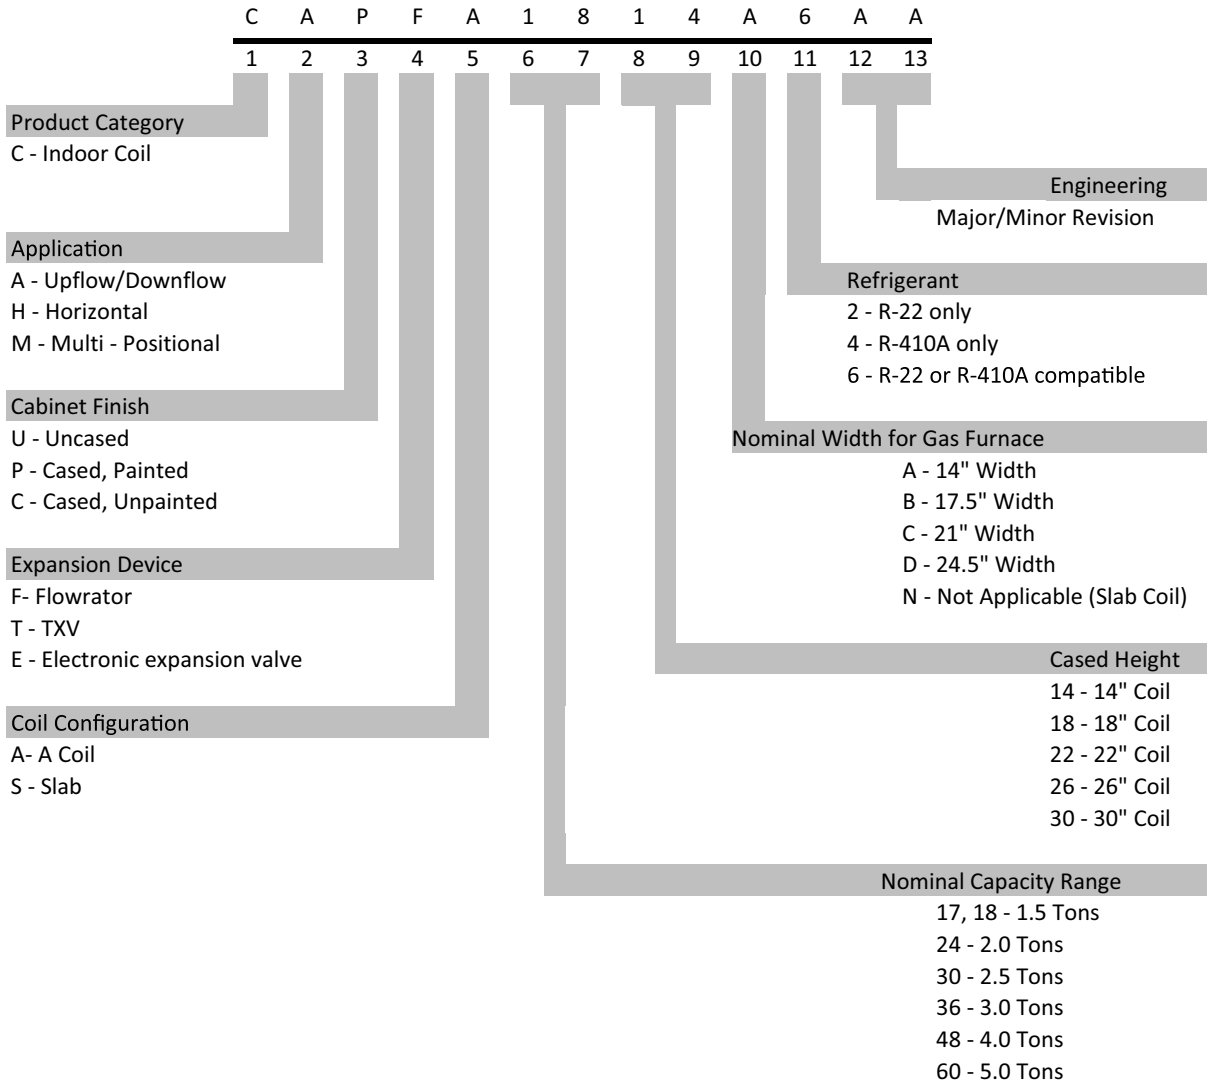 C A P F A 1 8 1 4 A 6 A A
1 2 3 4 5 6 7 8 9 10 11 12 13
Product Category
C - Indoor Coil
Engineering
Major/Minor Revision
Application
A - Upflow/Downflow
H - Horizontal
M - Multi - Positional
Refrigerant
2 - R-22 only
4 - R-410A only
6 - R-22 or R-410A compatible
Cabinet Finish
U - Uncased
P - Cased, Painted
C - Cased, Unpainted
Nominal Width for Gas Furnace
A - 14" Width
B - 17.5" Width
C - 21" Width
D - 24.5" Width
N - Not Applicable (Slab Coil)
Expansion Device
F- Flowrator
T - TXV
E - Electronic expansion valve
Cased Height
14 - 14" Coil
18 - 18" Coil
22 - 22" Coil
26 - 26" Coil
30 - 30" Coil
Coil Configuration
A- A Coil
S - Slab
Nominal Capacity Range
17, 18 - 1.5 Tons
24 - 2.0 Tons
30 - 2.5 Tons
36 - 3.0 Tons
48 - 4.0 Tons
60 - 5.0 Tons